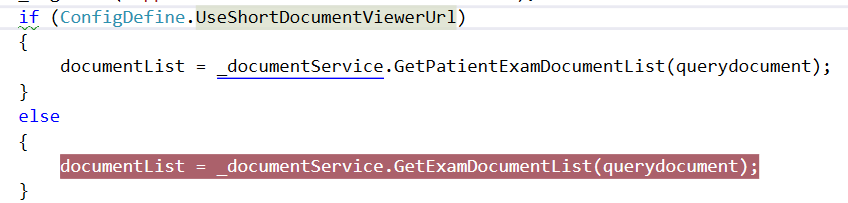 if (ConfigDefine.UseShortDocumentViewerUrl)
{
documentList = _documentService.GetPatientExamDocumentList(querydocument);
}
else
{
documentList = _documentService.GetExamDocumentList(querydocument);
}